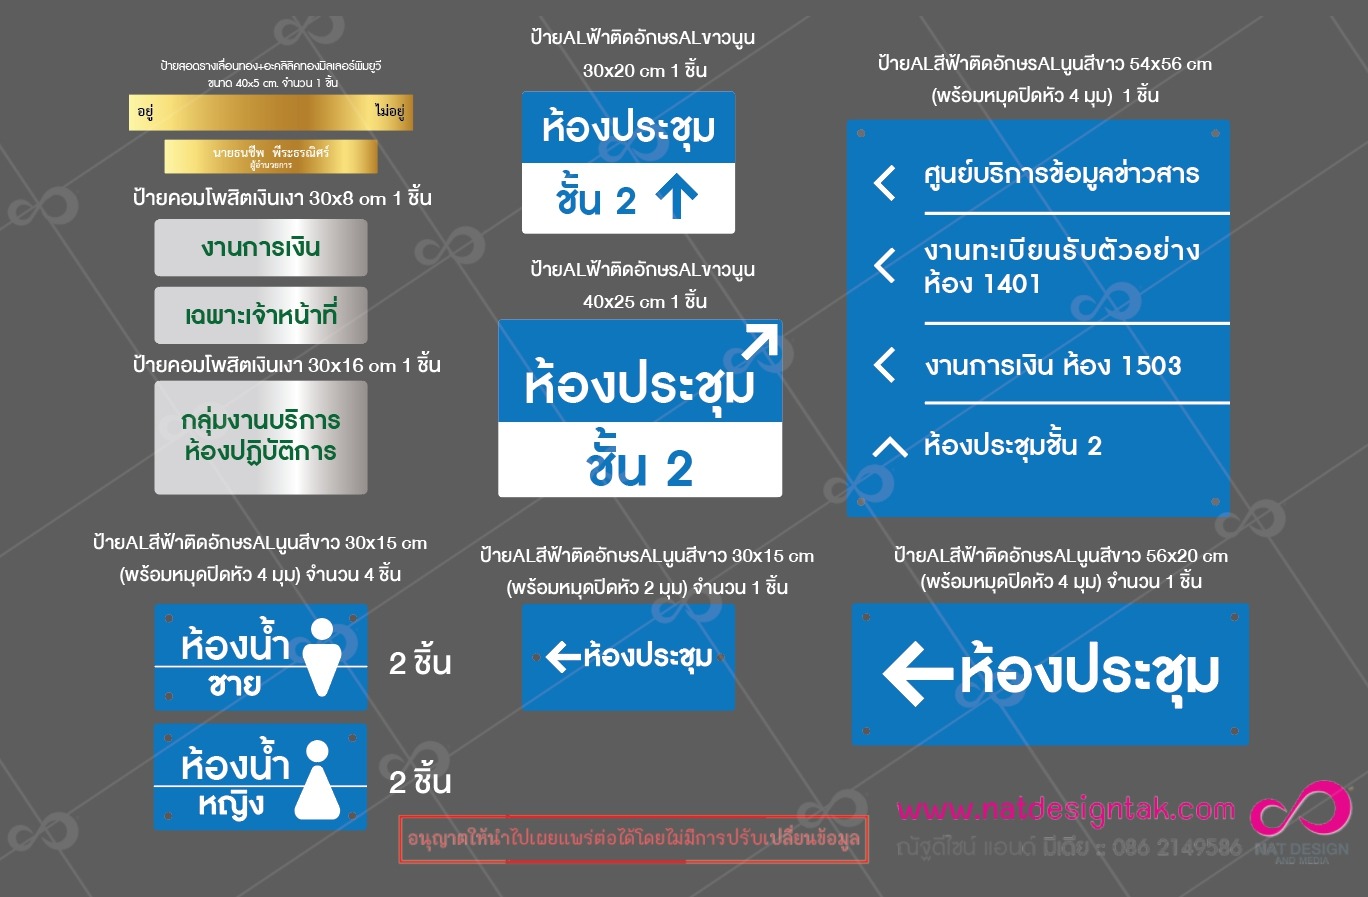 ป้ายสอดรางเลื่อนทอง+อะคลิลิคทองมิลเลอร์พิมยูวี
ขนาด 40x5 cm. จำนวน 1 ชิ้น
อยู่ ไม่อยู่
นายธนชีพ พีระธรณิศร์
ผู้อำนวยการ
ป้ายคอมโพสิตเงินเงา 30x8 cm 1 ชิ้น
งานการเงิน
เฉพาะเจ้าหน้าที่
ป้ายคอมโพสิตเงินเงา 30x16 cm 1 ชิ้น
กลุ่มงานบริการ
ห้องปฏิบัติการ
ป้ายALฟ้าติดอักษรALขาวนูน
30x20 cm 1 ชิ้น
ห้องประชุม
ชั้น 2
ป้ายALฟ้าติดอักษรALขาวนูน
40x25 cm 1 ชิ้น
ห้องประชุม
ชั้น 2
ป้ายALสีฟ้าติดอักษรALนูนสีขาว 54x56 cm
(พร้อมหมุดปิดหัว 4 มุม) 1 ชิ้น
ศูนย์บริการข้อมูลข่าวสาร
งานทะเบียนรับตัวอย่าง
ห้อง 1401
งานการเงิน ห้อง 1503
ห้องประชุมชั้น 2
ป้ายALสีฟ้าติดอักษรALนูนสีขาว 30x15 cm
(พร้อมหมุดปิดหัว 4 มุม) จำนวน 4 ชิ้น
ห้องน้ำ
ชาย
2 ชิ้น
ห้องน้ำ
หญิง
2 ชิ้น
ป้ายALสีฟ้าติดอักษรALนูนสีขาว 30x15 cm
(พร้อมหมุดปิดหัว 2 มุม) จำนวน 1 ชิ้น
ห้องประชุม
ป้ายALสีฟ้าติดอักษรALนูนสีขาว 56x20 cm
(พร้อมหมุดปิดหัว 4 มุม) จำนวน 1 ชิ้น
ห้องประชุม
อนุญาตให้นำไปเผยแพร่ต่อได้โดยไม่มีการปรับเปลี่ยนข้อมูล
www.natdesigntak.com
ณัฐดีไซน์ แอนด์ มีเดีย :: 086 2149586
NAT DESIGN
AND MEDIA